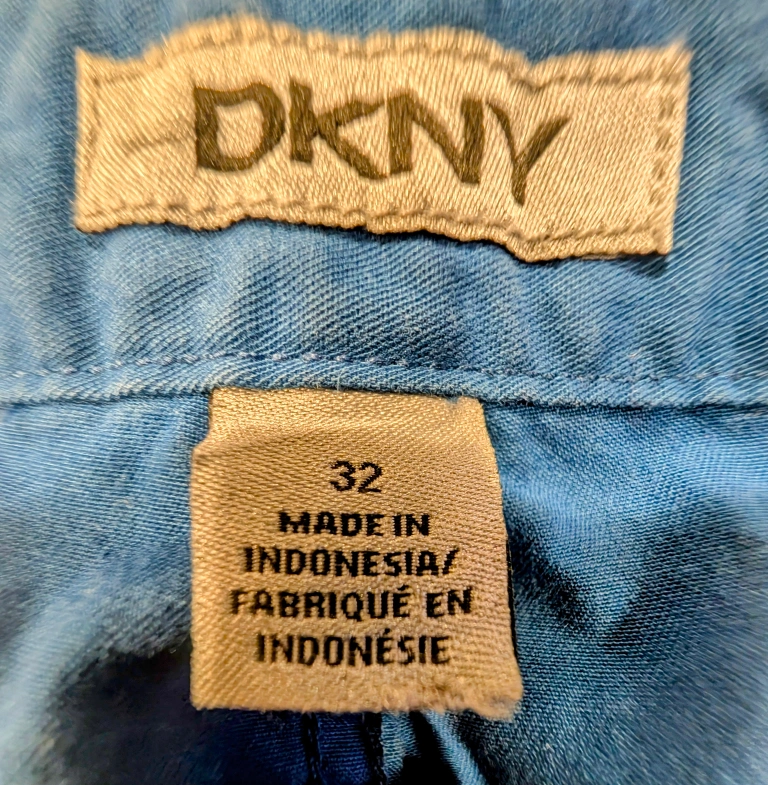 DKNY
32
MADE IN
INDONESIA/
FABRIQUÉ EN
INDONÉSIE